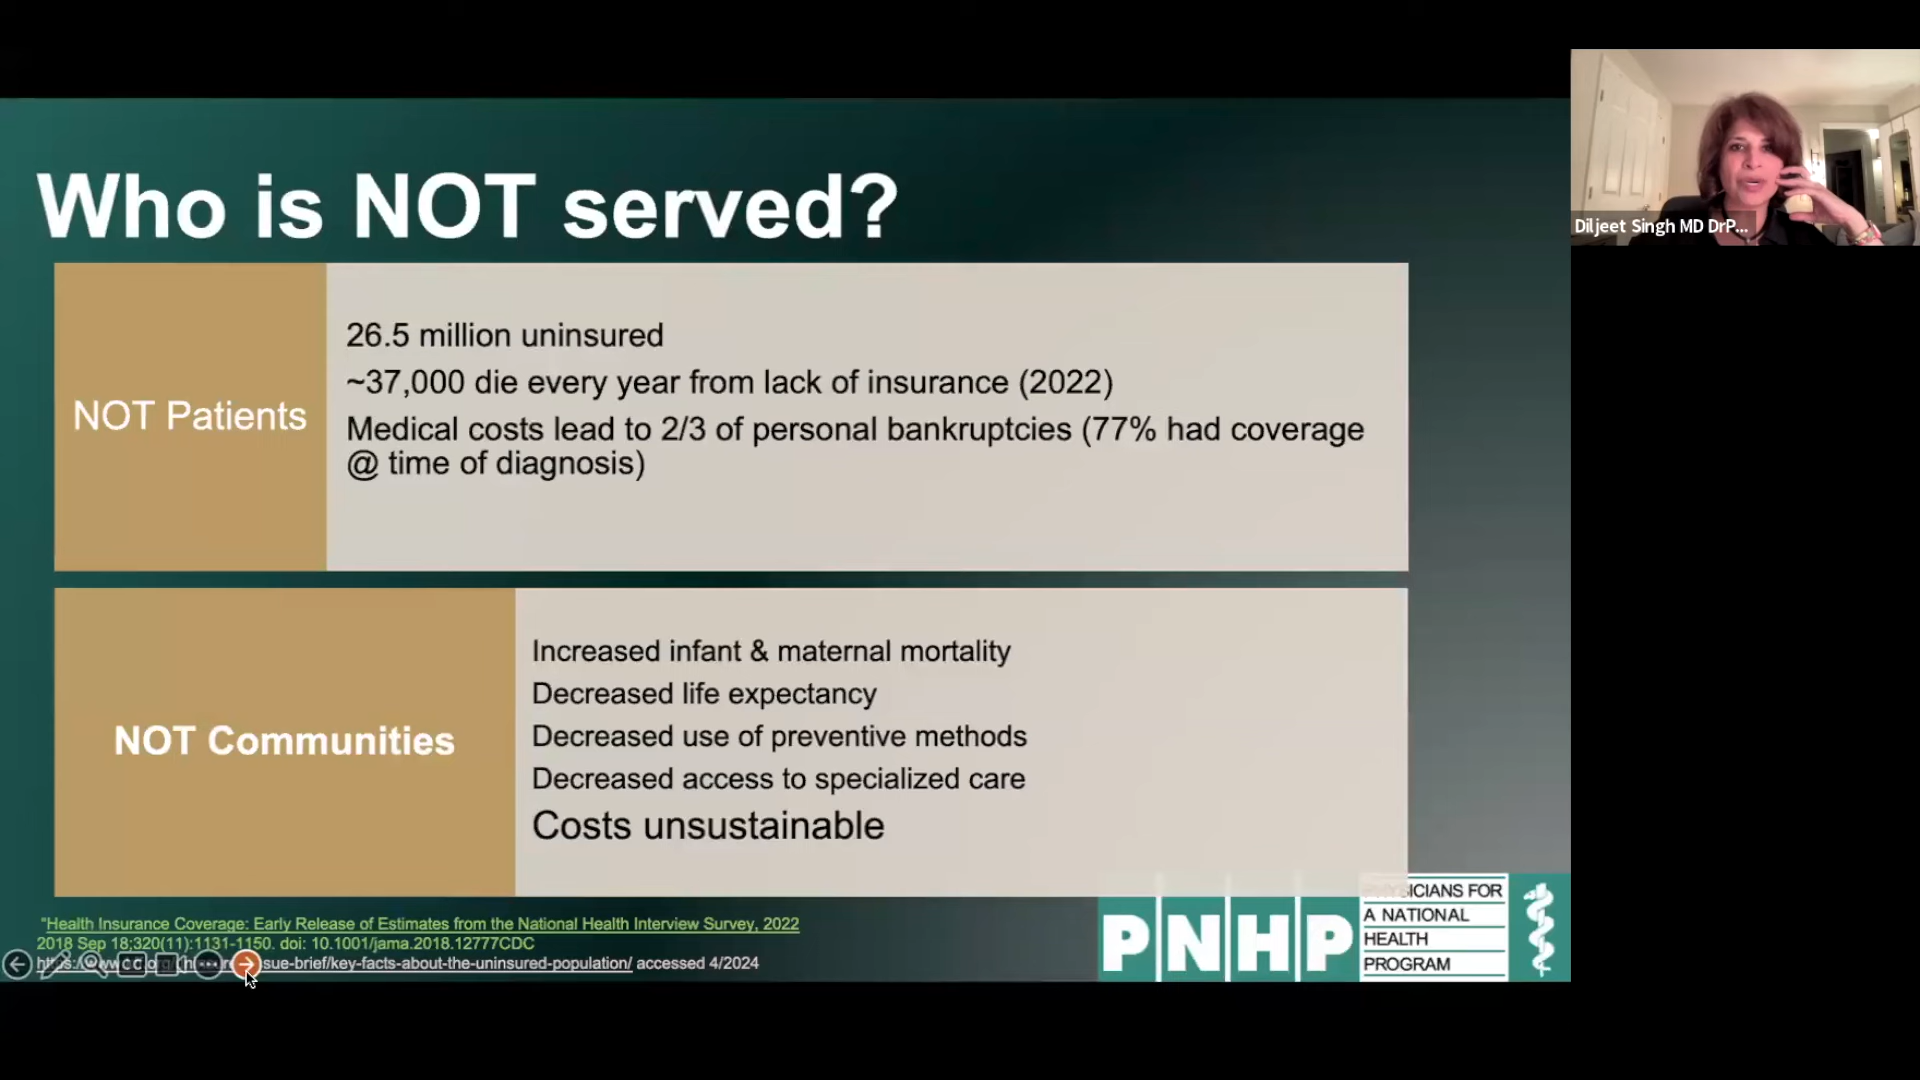 Who is NOT served?
NOT Patients
26.5 million uninsured
~37,000 die every year from lack of insurance (2022)
Medical costs lead to 2/3 of personal bankruptcies (77% had coverage
@ time of diagnosis)
NOT Communities
Increased infant & maternal mortality
Decreased life expectancy
Decreased use of preventive methods
Decreased access to specialized care
Costs unsustainable
"Health Insurance Coverage: Early Release of Estimates from the National Health Interview Survey, 2022
2018 Sep 18;320(11):1131-1150. doi: 10.1001/jama.2018.12777CDC
sue-brief/key-facts-about-the-uninsured-population/ accessed 4/2024
PNHP
PHYSICIANS FOR
A NATIONAL
HEALTH
PROGRAM
Diljeet Singh MD DrP...